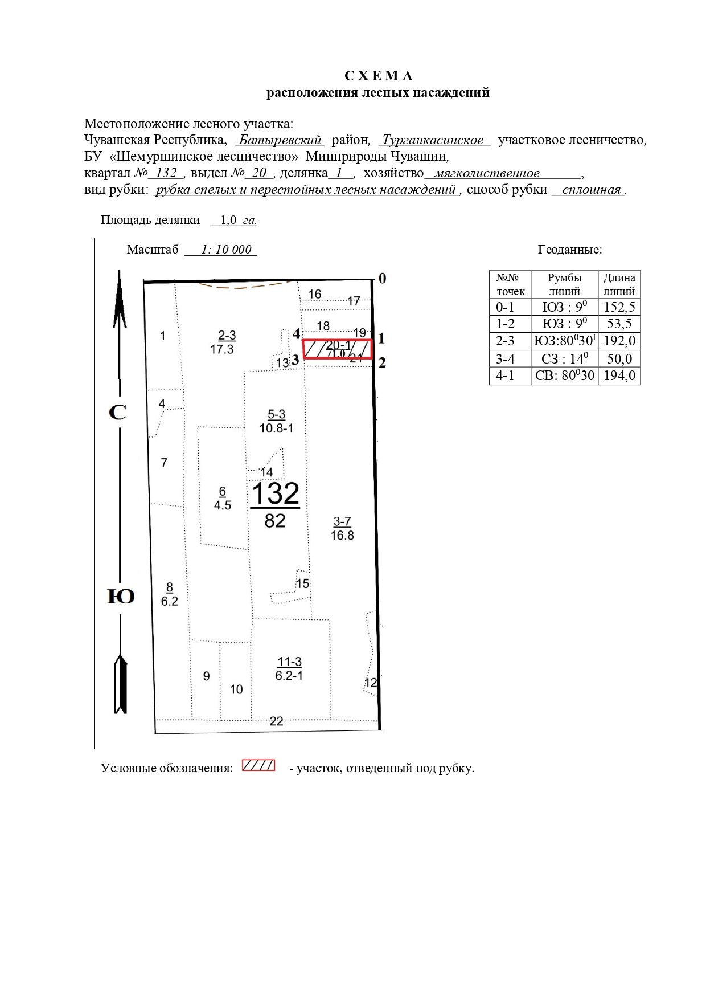 С Х Е М А
расположения лесных насаждений
Местоположение лесного участка:
Чувашская Республика, Батыревский район, Турганкасинское участковое лесничество,
БУ «Шемуршинское лесничество» Минприроды Чувашии,
квартал № 132 , выдел № 20 , делянка 1 , хозяйство мягколиственное ,
вид рубки: рубка спелых и перестойных лесных насаждений , способ рубки сплошная .
Площадь делянки 1,0 га.
Масштаб 1: 10 000
Геоданные:
№№ точек Румбы линий Длина линий
0-1 ЮЗ : 9⁰ 152,5
1-2 ЮЗ : 9⁰ 53,5
2-3 ЮЗ:80⁰30ᴵ 192,0
3-4 СЗ : 14⁰ 50,0
4-1 СВ: 80⁰30 194,0
0
16
17
18
19
4
1
1
2-3
17.3
20-1
1.0
21
13
3
2
4
С
5-3
10.8-1
7
14
6
4.5
132
82
3-7
16.8
15
Ю
8
6.2
11-3
6.2-1
9
10
12
22
Условные обозначения: - участок, отведенный под рубку.